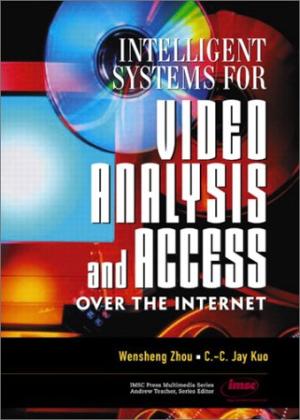 INTELLIGENT
SYSTEMS FOR
VIDEO
ANALYSIS
and ACCESS
OVER THE INTERNET
Wensheng Zhou • C.-C. Jay Kuo
IMSC Press Multimedia Series
Andrew Tescher, Series Editor
imsc